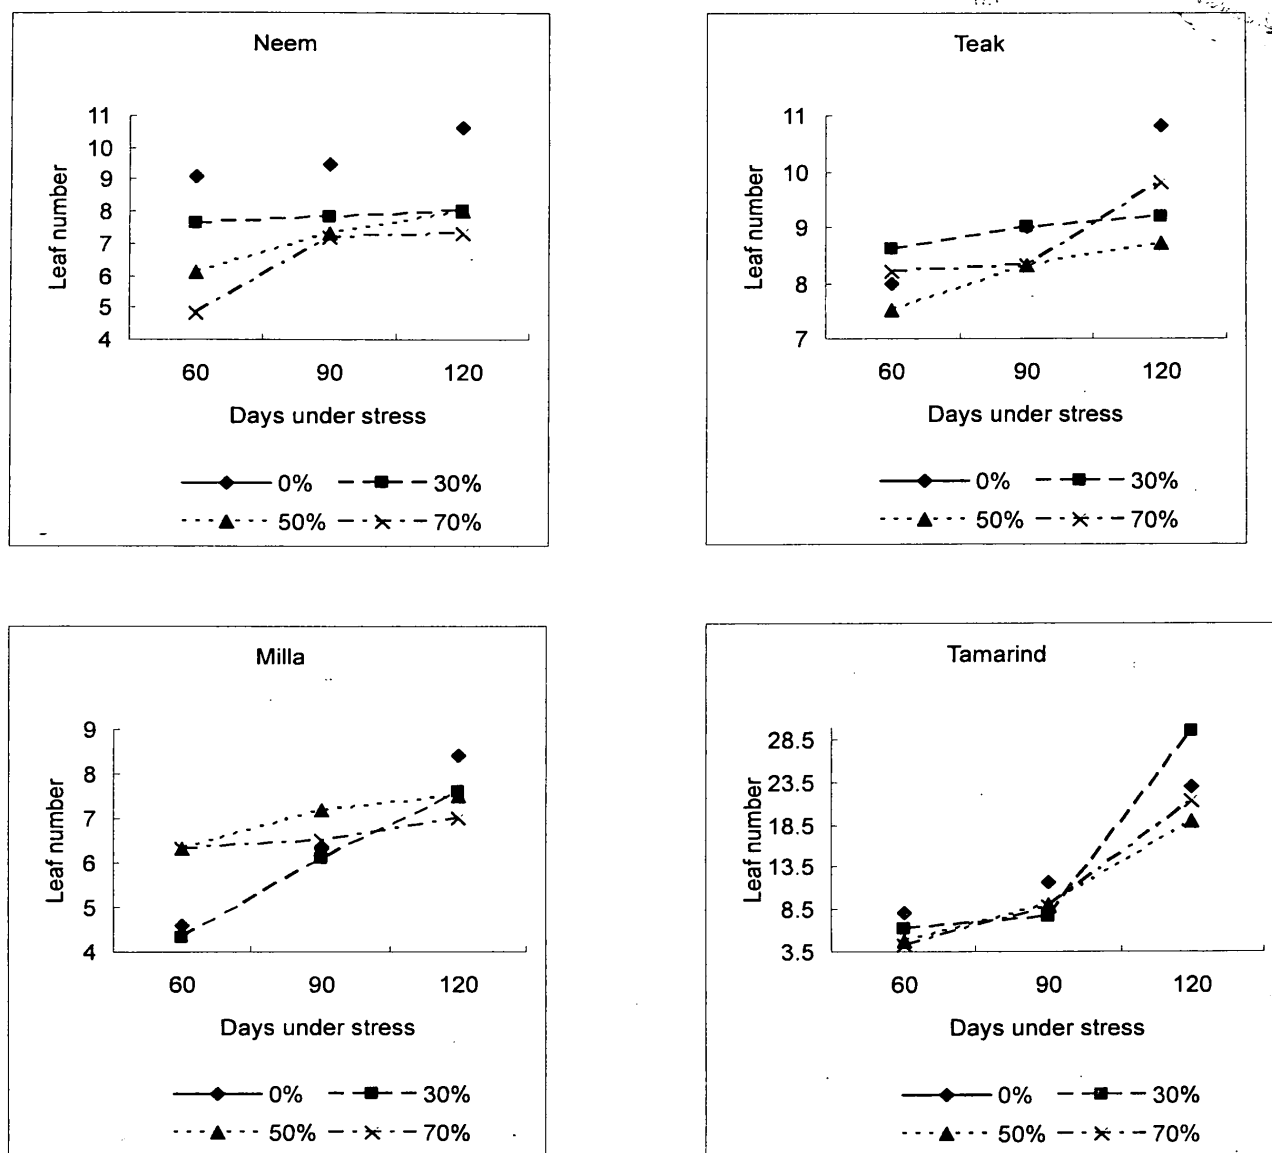 Neem
11
10
9
8
7
6
5
4
Leaf number
60 90 120
Days under stress
0% 30%
50% 70%
Teak
11
10
9
8
7
Leaf number
60 90 120
Days under stress
0% 30%
50% 70%
Milla
9
8
7
6
5
4
Leaf number
60 90 120
Days under stress
0% 30%
50% 70%
Tamarind
28.5
23.5
18.5
13.5
8.5
3.5
Leaf number
60 90 120
Days under stress
0% 30%
50% 70%